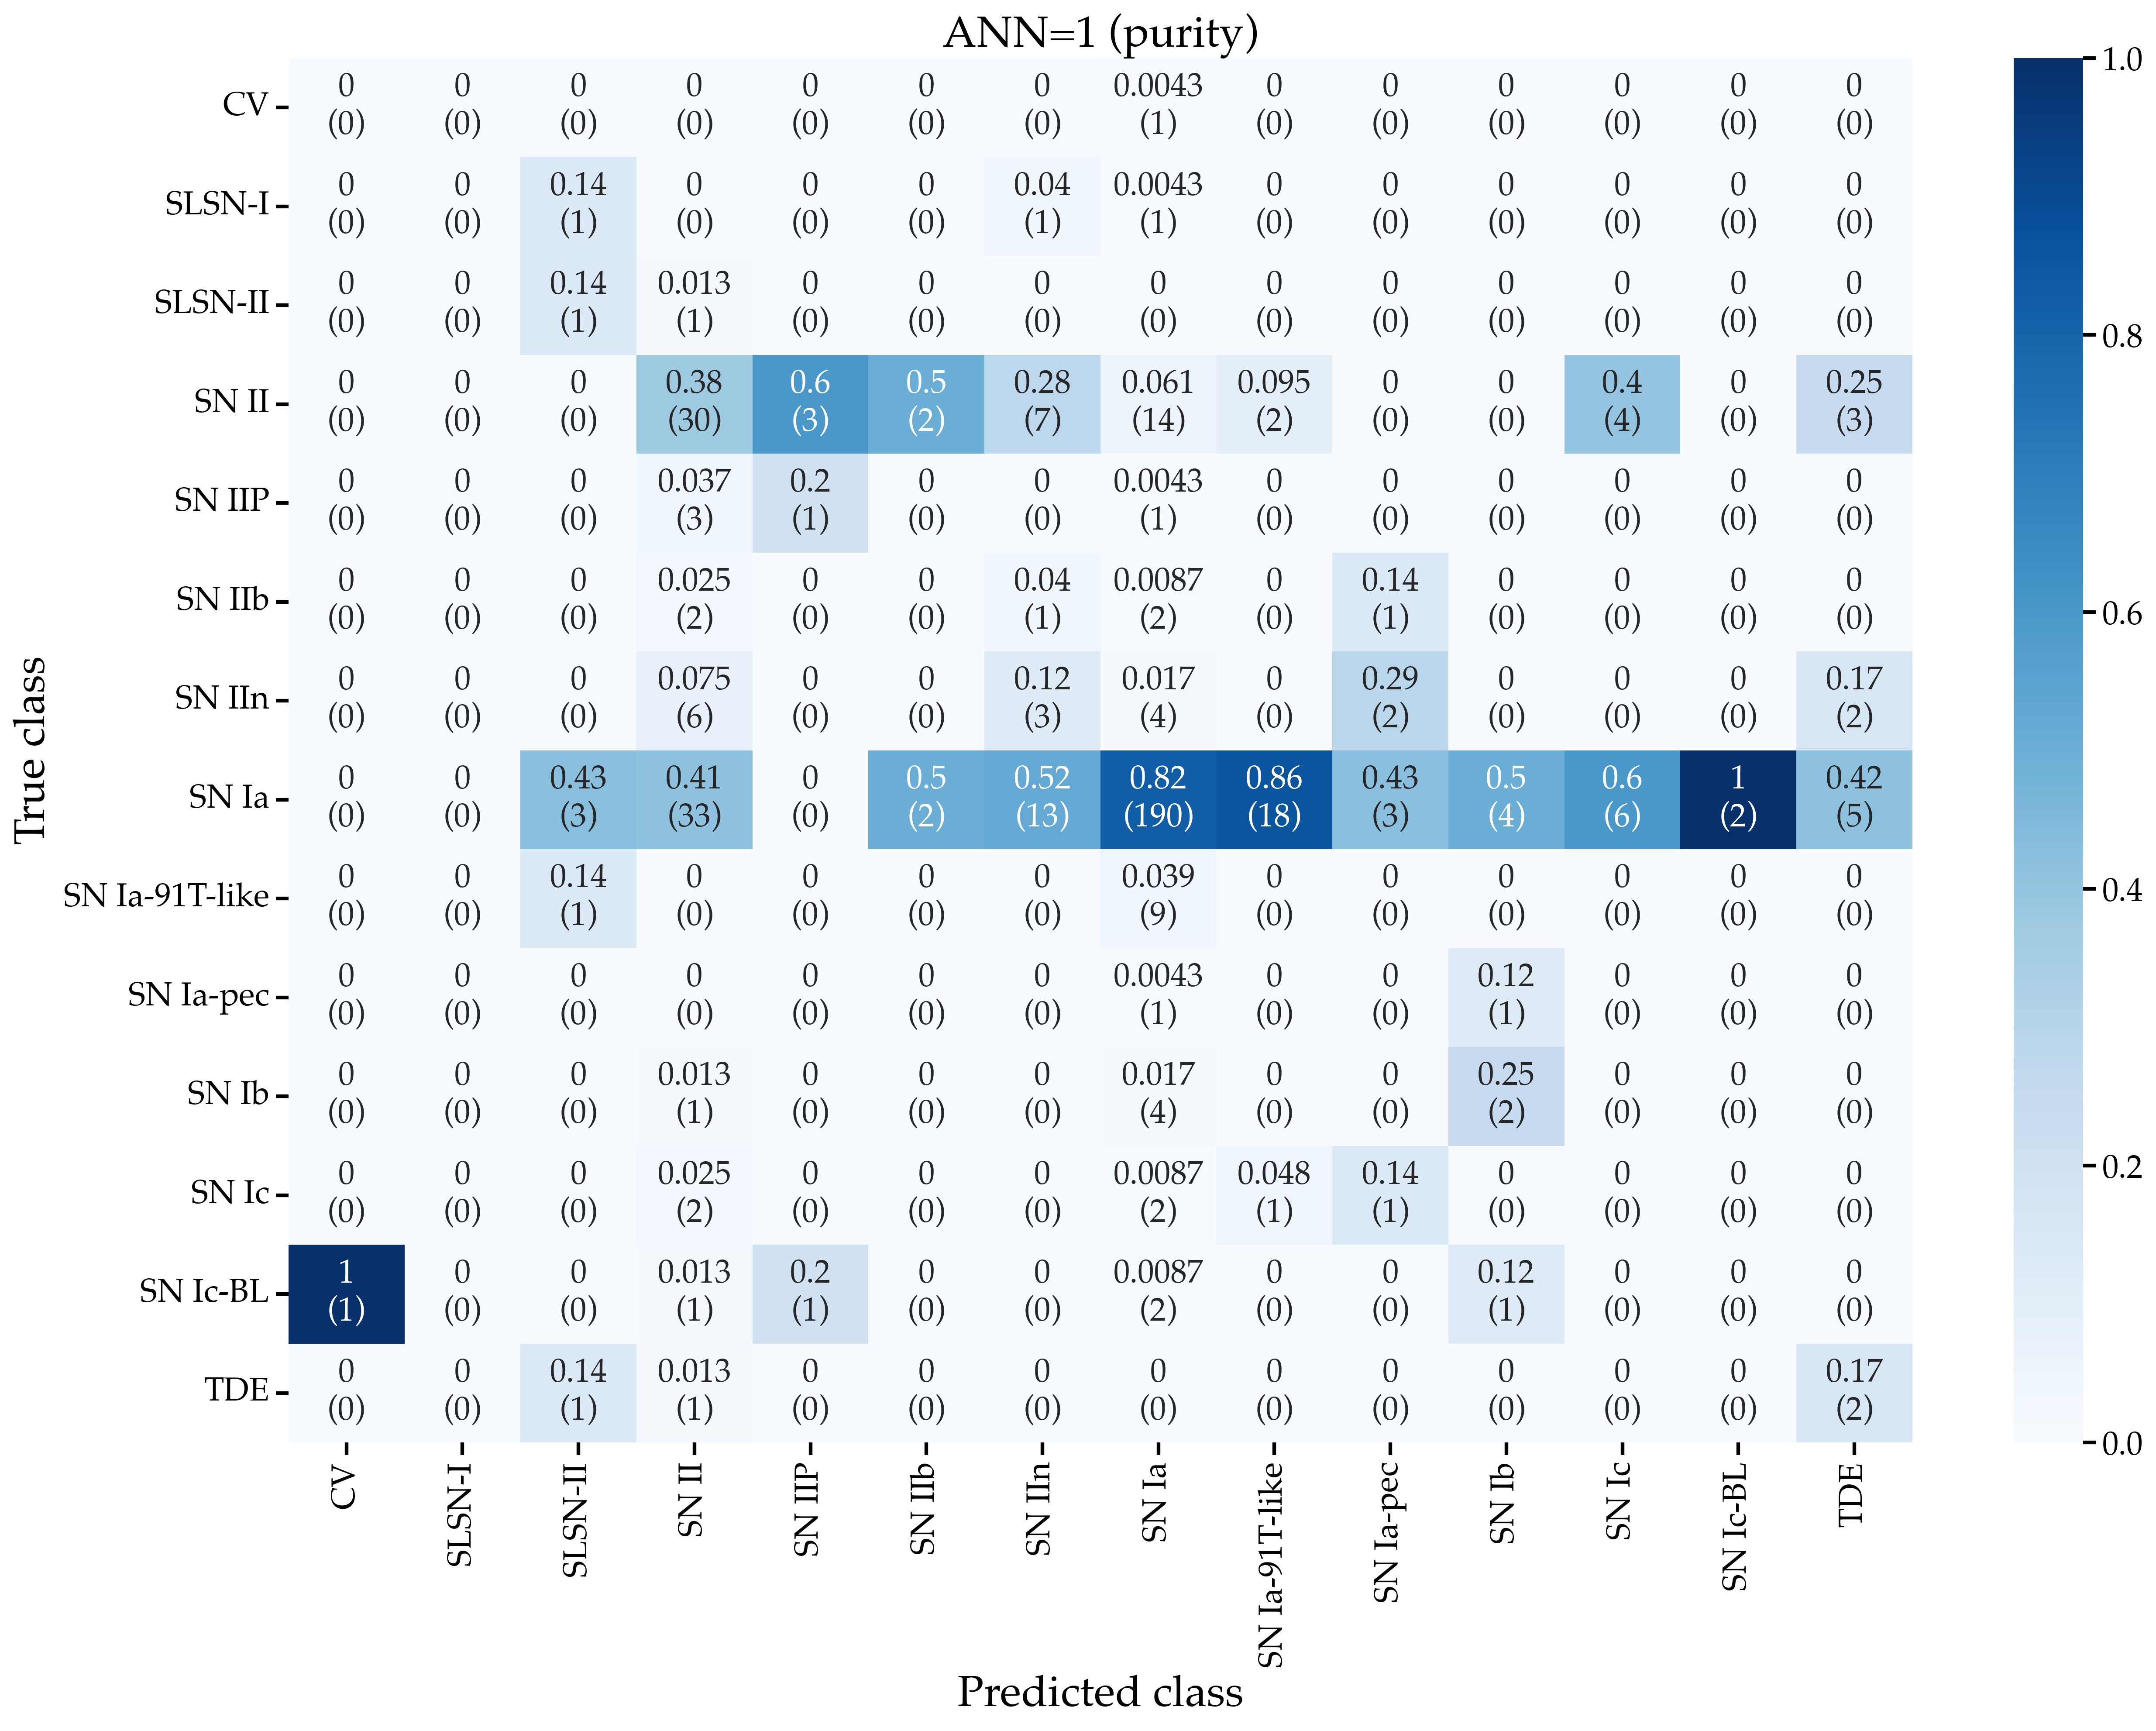 ANN=1 (purity)
CV 0 0 0 0 0 0 0 0.0043 0 0 0 0 0 0
(0) (0) (0) (0) (0) (0) (0) (1) (0) (0) (0) (0) (0) (0)
SLSN-I 0 0 0.14 0 0 0 0.04 0.0043 0 0 0 0 0 0
(0) (0) (1) (0) (0) (0) (1) (1) (0) (0) (0) (0) (0) (0)
SLSN-II 0 0 0.14 0.013 0 0 0 0 0 0 0 0 0 0
(0) (0) (1) (1) (0) (0) (0) (0) (0) (0) (0) (0) (0) (0)
SN II 0 0 0 0.38 0.6 0.5 0.28 0.061 0.095 0 0 0.4 0 0.25
(0) (0) (0) (30) (3) (2) (7) (14) (2) (0) (0) (4) (0) (3)
SN IIP 0 0 0 0.037 0.2 0 0 0.0043 0 0 0 0 0 0
(0) (0) (0) (3) (1) (0) (0) (1) (0) (0) (0) (0) (0) (0)
SN IIb 0 0 0 0.025 0 0 0.04 0.0087 0 0.14 0 0 0 0
(0) (0) (0) (2) (0) (0) (1) (2) (0) (1) (0) (0) (0) (0)
SN IIn 0 0 0 0.075 0 0 0.12 0.017 0 0.29 0 0 0 0.17
(0) (0) (0) (6) (0) (0) (3) (4) (0) (2) (0) (0) (0) (2)
SN Ia 0 0 0.43 0.41 0 0.5 0.52 0.82 0.86 0.43 0.5 0.6 1 0.42
(0) (0) (3) (33) (0) (2) (13) (190) (18) (3) (4) (6) (2) (5)
SN Ia-91T-like 0 0 0.14 0 0 0 0 0.039 0 0 0 0 0 0
(0) (0) (1) (0) (0) (0) (0) (9) (0) (0) (0) (0) (0) (0)
SN Ia-pec 0 0 0 0 0 0 0 0.0043 0 0 0.12 0 0 0
(0) (0) (0) (0) (0) (0) (0) (1) (0) (0) (1) (0) (0) (0)
SN Ib 0 0 0 0.013 0 0 0 0.017 0 0 0.25 0 0 0
(0) (0) (0) (1) (0) (0) (0) (4) (0) (0) (2) (0) (0) (0)
SN Ic 0 0 0 0.025 0 0 0 0.0087 0.048 0.14 0 0 0 0
(0) (0) (0) (2) (0) (0) (0) (2) (1) (1) (0) (0) (0) (0)
SN Ic-BL 1 0 0 0.013 0.2 0 0 0.0087 0 0 0.12 0 0 0
(1) (0) (0) (1) (1) (0) (0) (2) (0) (0) (1) (0) (0) (0)
TDE 0 0 0.14 0.013 0 0 0 0 0 0 0 0 0 0.17
(0) (0) (1) (1) (0) (0) (0) (0) (0) (0) (0) (0) (0) (2)
True class
CV
SLSN-I
SLSN-II
SN II
SN IIP
SN IIb
SN IIn
SN Ia
SN Ia-91T-like
SN Ia-pec
SN Ib
SN Ic
SN Ic-BL
TDE
Predicted class
1.0
0.8
0.6
0.4
0.2
0.0